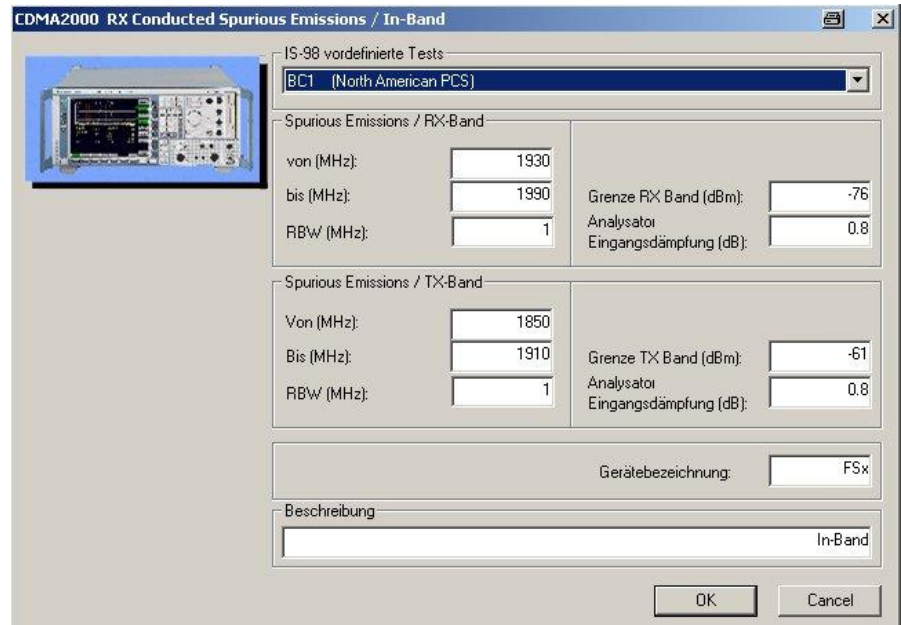 CDMA2000 RX Conducted Spurious Emissions / In-Band
IS-98 vordefinierte Tests
BC1 (North American PCS)
Spurious Emissions / RX-Band
von (MHz): 1930
bis (MHz): 1990
Grenze RX Band (dBm): -76
RBW (MHz): 1
Analysator
Eingangsdämpfung (dB): 0.8
Spurious Emissions / TX-Band
Von (MHz): 1850
Bis (MHz): 1910
Grenze TX Band (dBm): -61
RBW (MHz): 1
Analysator
Eingangsdämpfung (dB): 0.8
Gerätebezeichnung: FSx
Beschreibung
In-Band
OK
Cancel